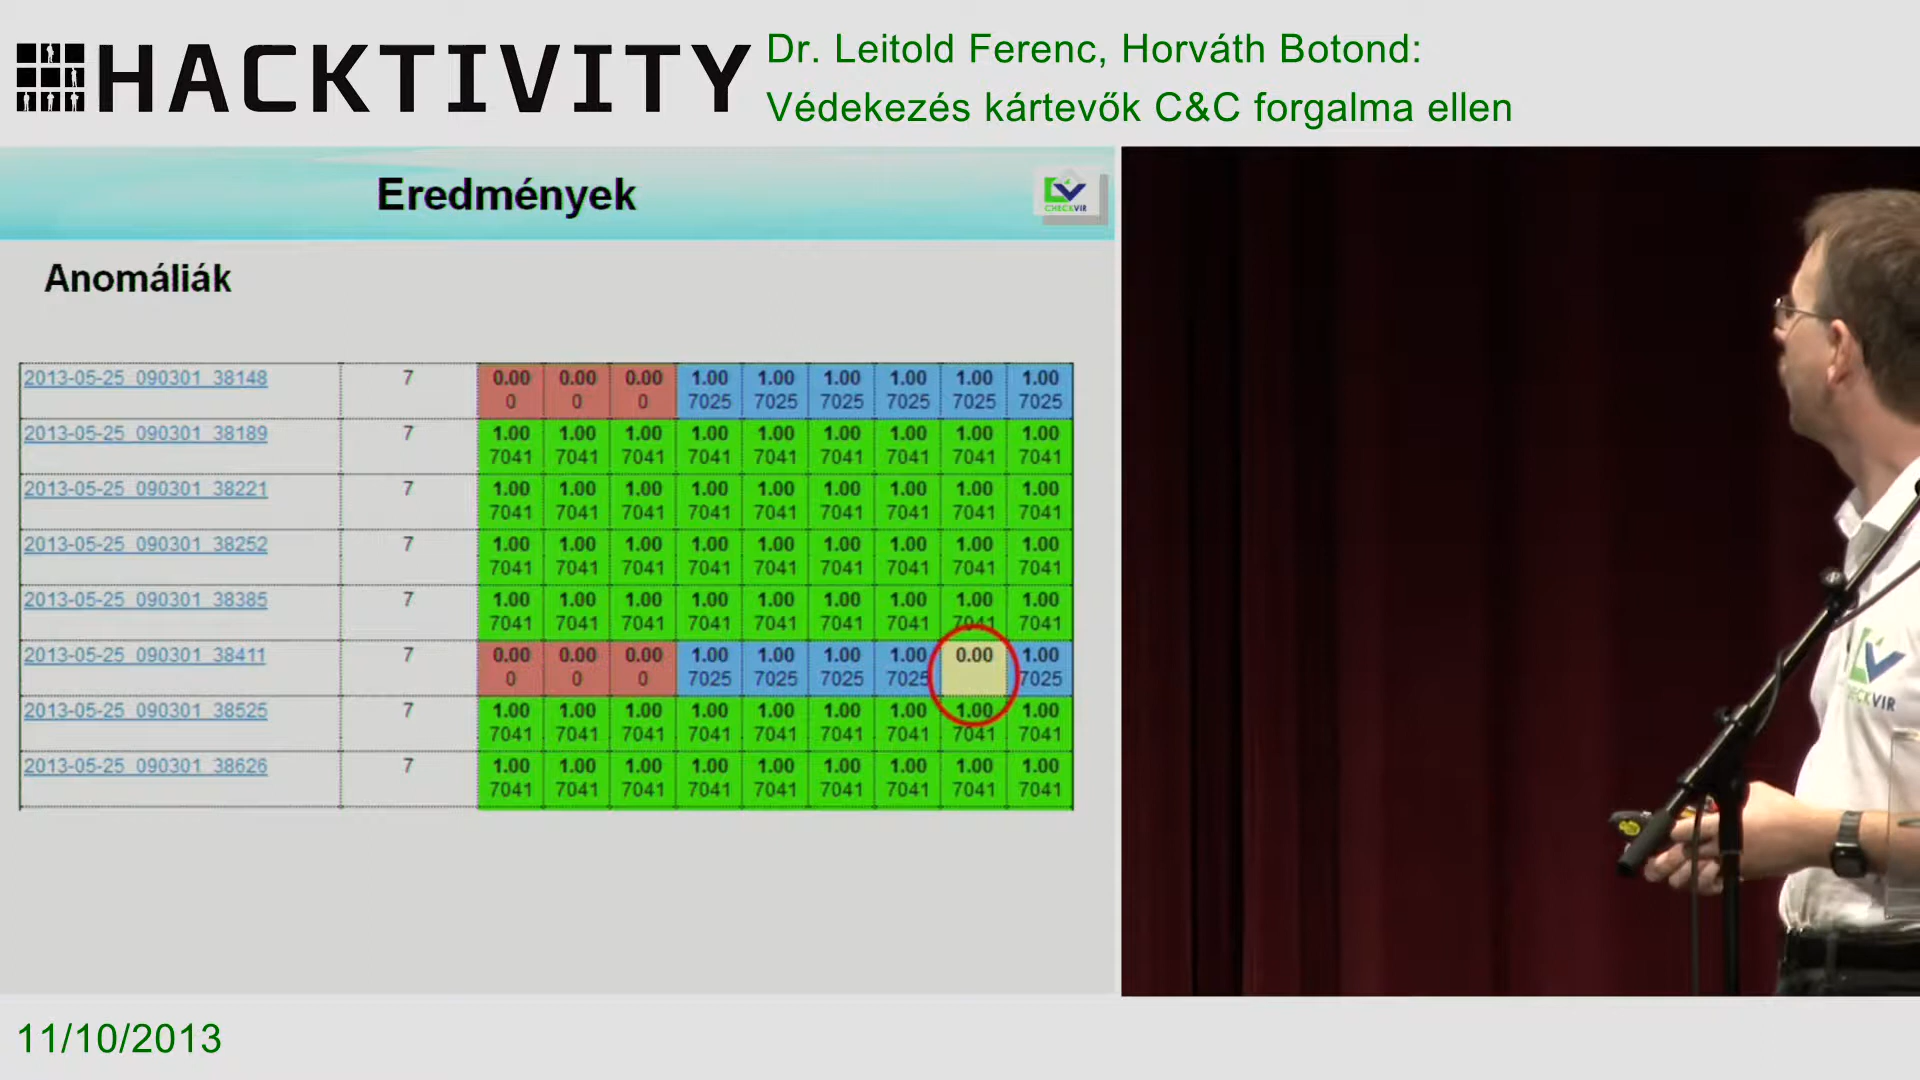 HACKTIVITY
Dr. Leitold Ferenc, Horváth Botond:
Védekezés kártevők C&C forgalma ellen
Eredmények
CHECKVIR
Anomáliák
2013-05-25_090301_38148 7 0.00 0.00 0.00 1.00 1.00 1.00 1.00 1.00 1.00
0 0 0 7025 7025 7025 7025 7025 7025
2013-05-25_090301_38189 7 1.00 1.00 1.00 1.00 1.00 1.00 1.00 1.00 1.00
7041 7041 7041 7041 7041 7041 7041 7041 7041
2013-05-25_090301_38221 7 1.00 1.00 1.00 1.00 1.00 1.00 1.00 1.00 1.00
7041 7041 7041 7041 7041 7041 7041 7041 7041
2013-05-25_090301_38252 7 1.00 1.00 1.00 1.00 1.00 1.00 1.00 1.00 1.00
7041 7041 7041 7041 7041 7041 7041 7041 7041
2013-05-25_090301_38385 7 1.00 1.00 1.00 1.00 1.00 1.00 1.00 1.00 1.00
7041 7041 7041 7041 7041 7041 7041 7041 7041
2013-05-25_090301_38411 7 0.00 0.00 0.00 1.00 1.00 1.00 1.00 0.00 1.00
0 0 0 7025 7025 7025 7025 7025
2013-05-25_090301_38525 7 1.00 1.00 1.00 1.00 1.00 1.00 1.00 1.00 1.00
7041 7041 7041 7041 7041 7041 7041 7041 7041
2013-05-25_090301_38626 7 1.00 1.00 1.00 1.00 1.00 1.00 1.00 1.00 1.00
7041 7041 7041 7041 7041 7041 7041 7041 7041
CHECKVIR
11/10/2013